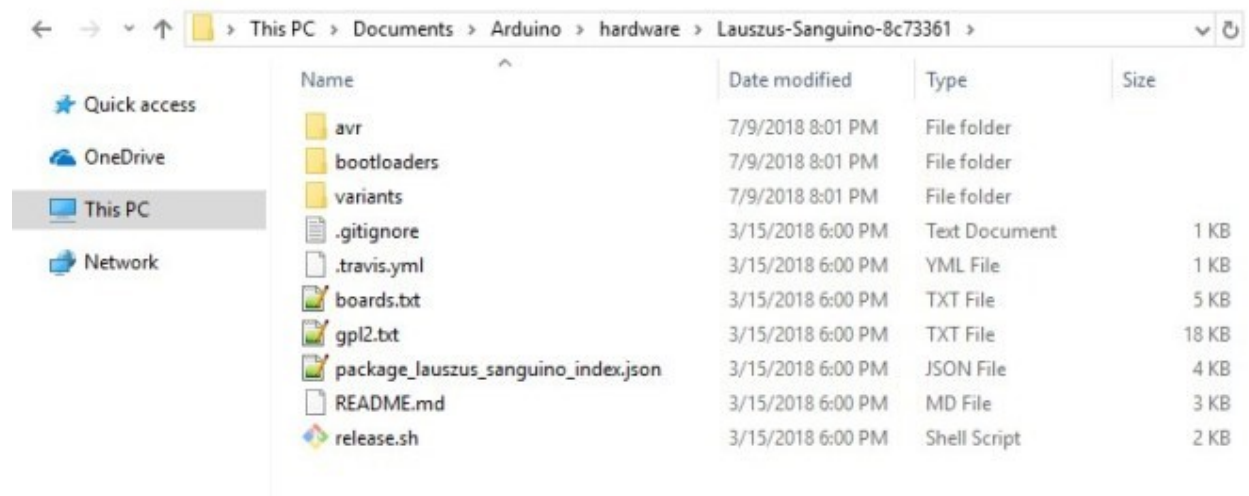 This PC > Documents > Arduino > hardware > Lauszus-Sanguino-8c73361 >
Name Date modified Type Size
Quick access
OneDrive
This PC
Network
avr 7/9/2018 8:01 PM File folder
bootloaders 7/9/2018 8:01 PM File folder
variants 7/9/2018 8:01 PM File folder
.gitignore 3/15/2018 6:00 PM Text Document 1 KB
.travis.yml 3/15/2018 6:00 PM YML File 1 KB
boards.txt 3/15/2018 6:00 PM TXT File 5 KB
gpl2.txt 3/15/2018 6:00 PM TXT File 18 KB
package_lauszus_sanguino_index.json 3/15/2018 6:00 PM JSON File 4 KB
README.md 3/15/2018 6:00 PM MD File 3 KB
release.sh 3/15/2018 6:00 PM Shell Script 2 KB